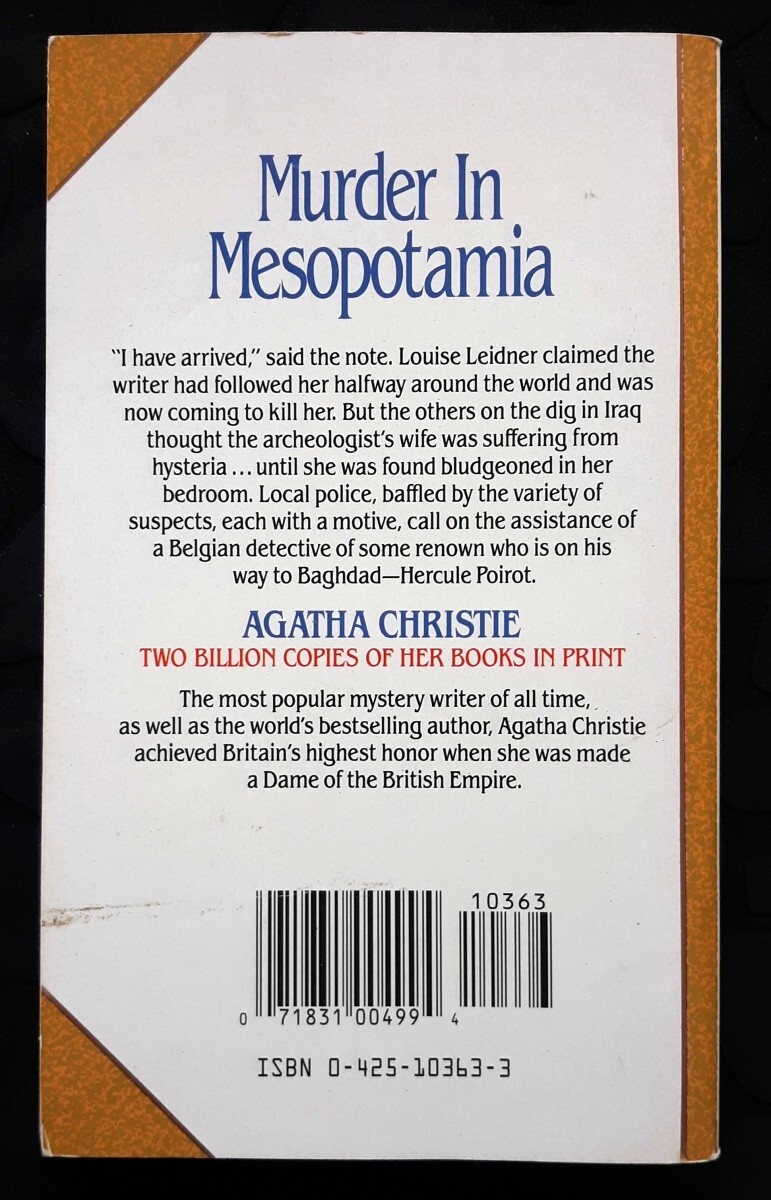 Murder In
Mesopotamia
"I have arrived," said the note. Louise Leidner claimed the
writer had followed her halfway around the world and was
now coming to kill her. But the others on the dig in Iraq
thought the archeologist's wife was suffering from
hysteria ... until she was found bludgeoned in her
bedroom. Local police, baffled by the variety of
suspects, each with a motive, call on the assistance of
a Belgian detective of some renown who is on his
way to Baghdad—Hercule Poirot.
AGATHA CHRISTIE
TWO BILLION COPIES OF HER BOOKS IN PRINT
The most popular mystery writer of all time,
as well as the world's bestselling author, Agatha Christie
achieved Britain's highest honor when she was made
a Dame of the British Empire.
10363
0 71831 00499 4
ISBN 0-425-10363-3